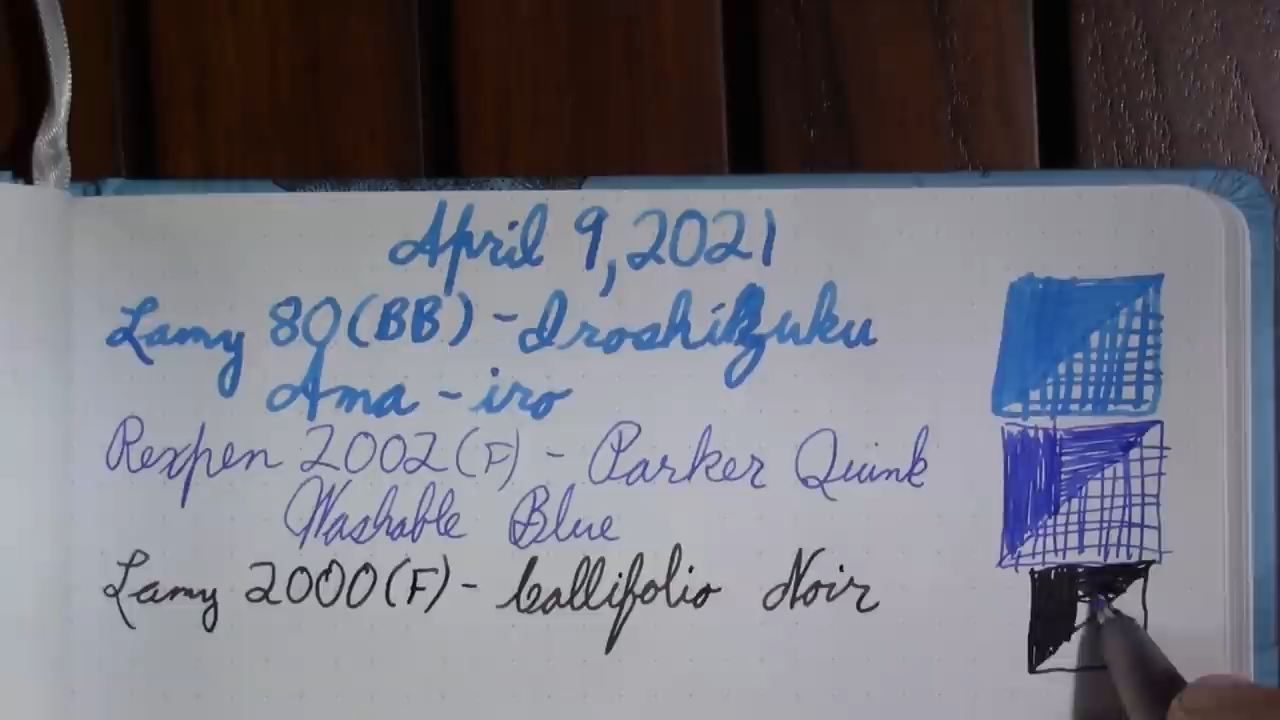 April 9, 2021
Lamy 80 (BB) - Iroshizuku
Ama - iro
Rexpen 2002 (F) - Parker Quink
Washable Blue
Lamy 2000 (F) - Callifolio Noir